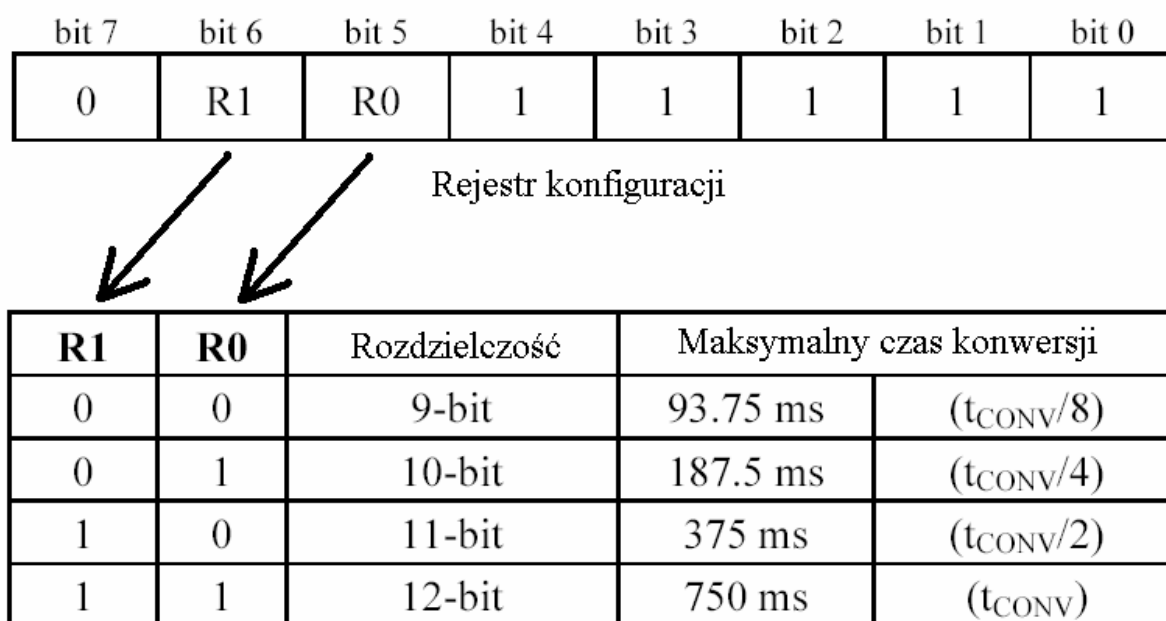 bit 7 bit 6 bit 5 bit 4 bit 3 bit 2 bit 1 bit 0
0 R1 R0 1 1 1 1 1
Rejestr konfiguracji
R1 R0 Rozdzielczość Maksymalny czas konwersji
0 0 9-bit 93.75 ms (tCONV/8)
0 1 10-bit 187.5 ms (tCONV/4)
1 0 11-bit 375 ms (tCONV/2)
1 1 12-bit 750 ms (tCONV)